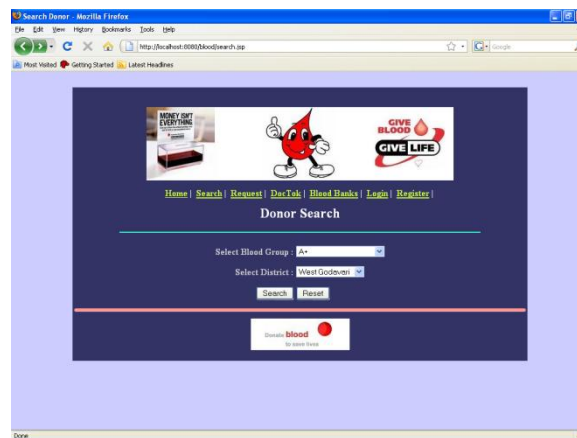 Search Donor - Mozilla Firefox
File Edit View History Bookmarks Tools Help
http://localhost:8080/blood/search.jsp
Google
Most Visited Getting Started Latest Headlines
MONEY ISN'T
EVERYTHING
GIVE
BLOOD
GIVE LIFE
Home | Search | Request | DocTok | Blood Banks | Login | Register |
Donor Search
Select Blood Group : A+
Select District : West Godavari
Search Reset
Donate blood
to save lives
Done